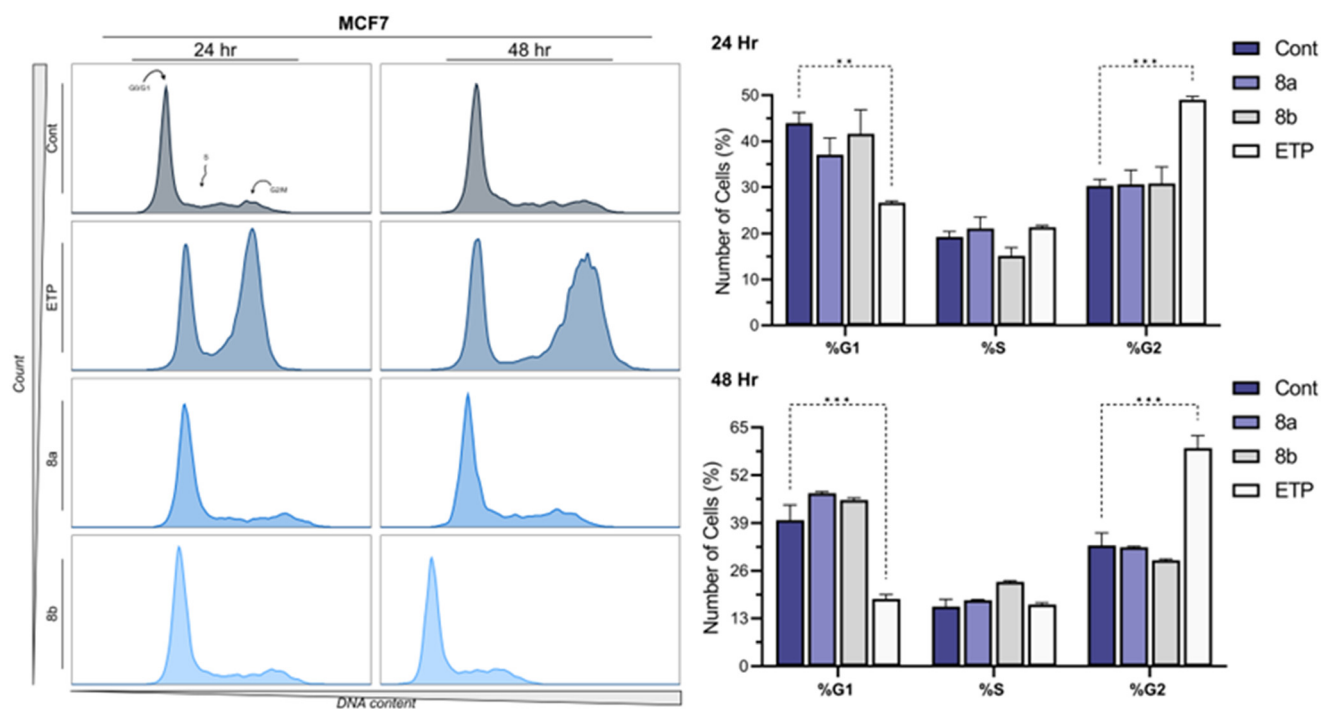 MCF7
24 hr
48 hr
Cont
G0/G1
S
G2/M
ETP
8a
8b
Count
DNA content
24 Hr
Number of Cells (%)
50
40
30
20
10
0
**
***
%G1
%S
%G2
Cont
8a
8b
ETP
48 Hr
Number of Cells (%)
65
52
39
26
13
0
***
***
%G1
%S
%G2
Cont
8a
8b
ETP